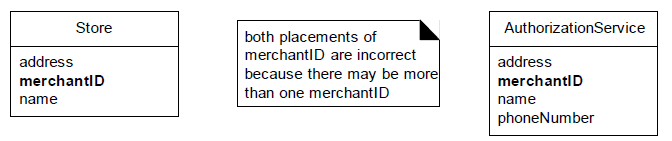 Store
address
merchantID
name
both placements of
merchantID are incorrect
because there may be more
than one merchantID
AuthorizationService
address
merchantID
name
phoneNumber